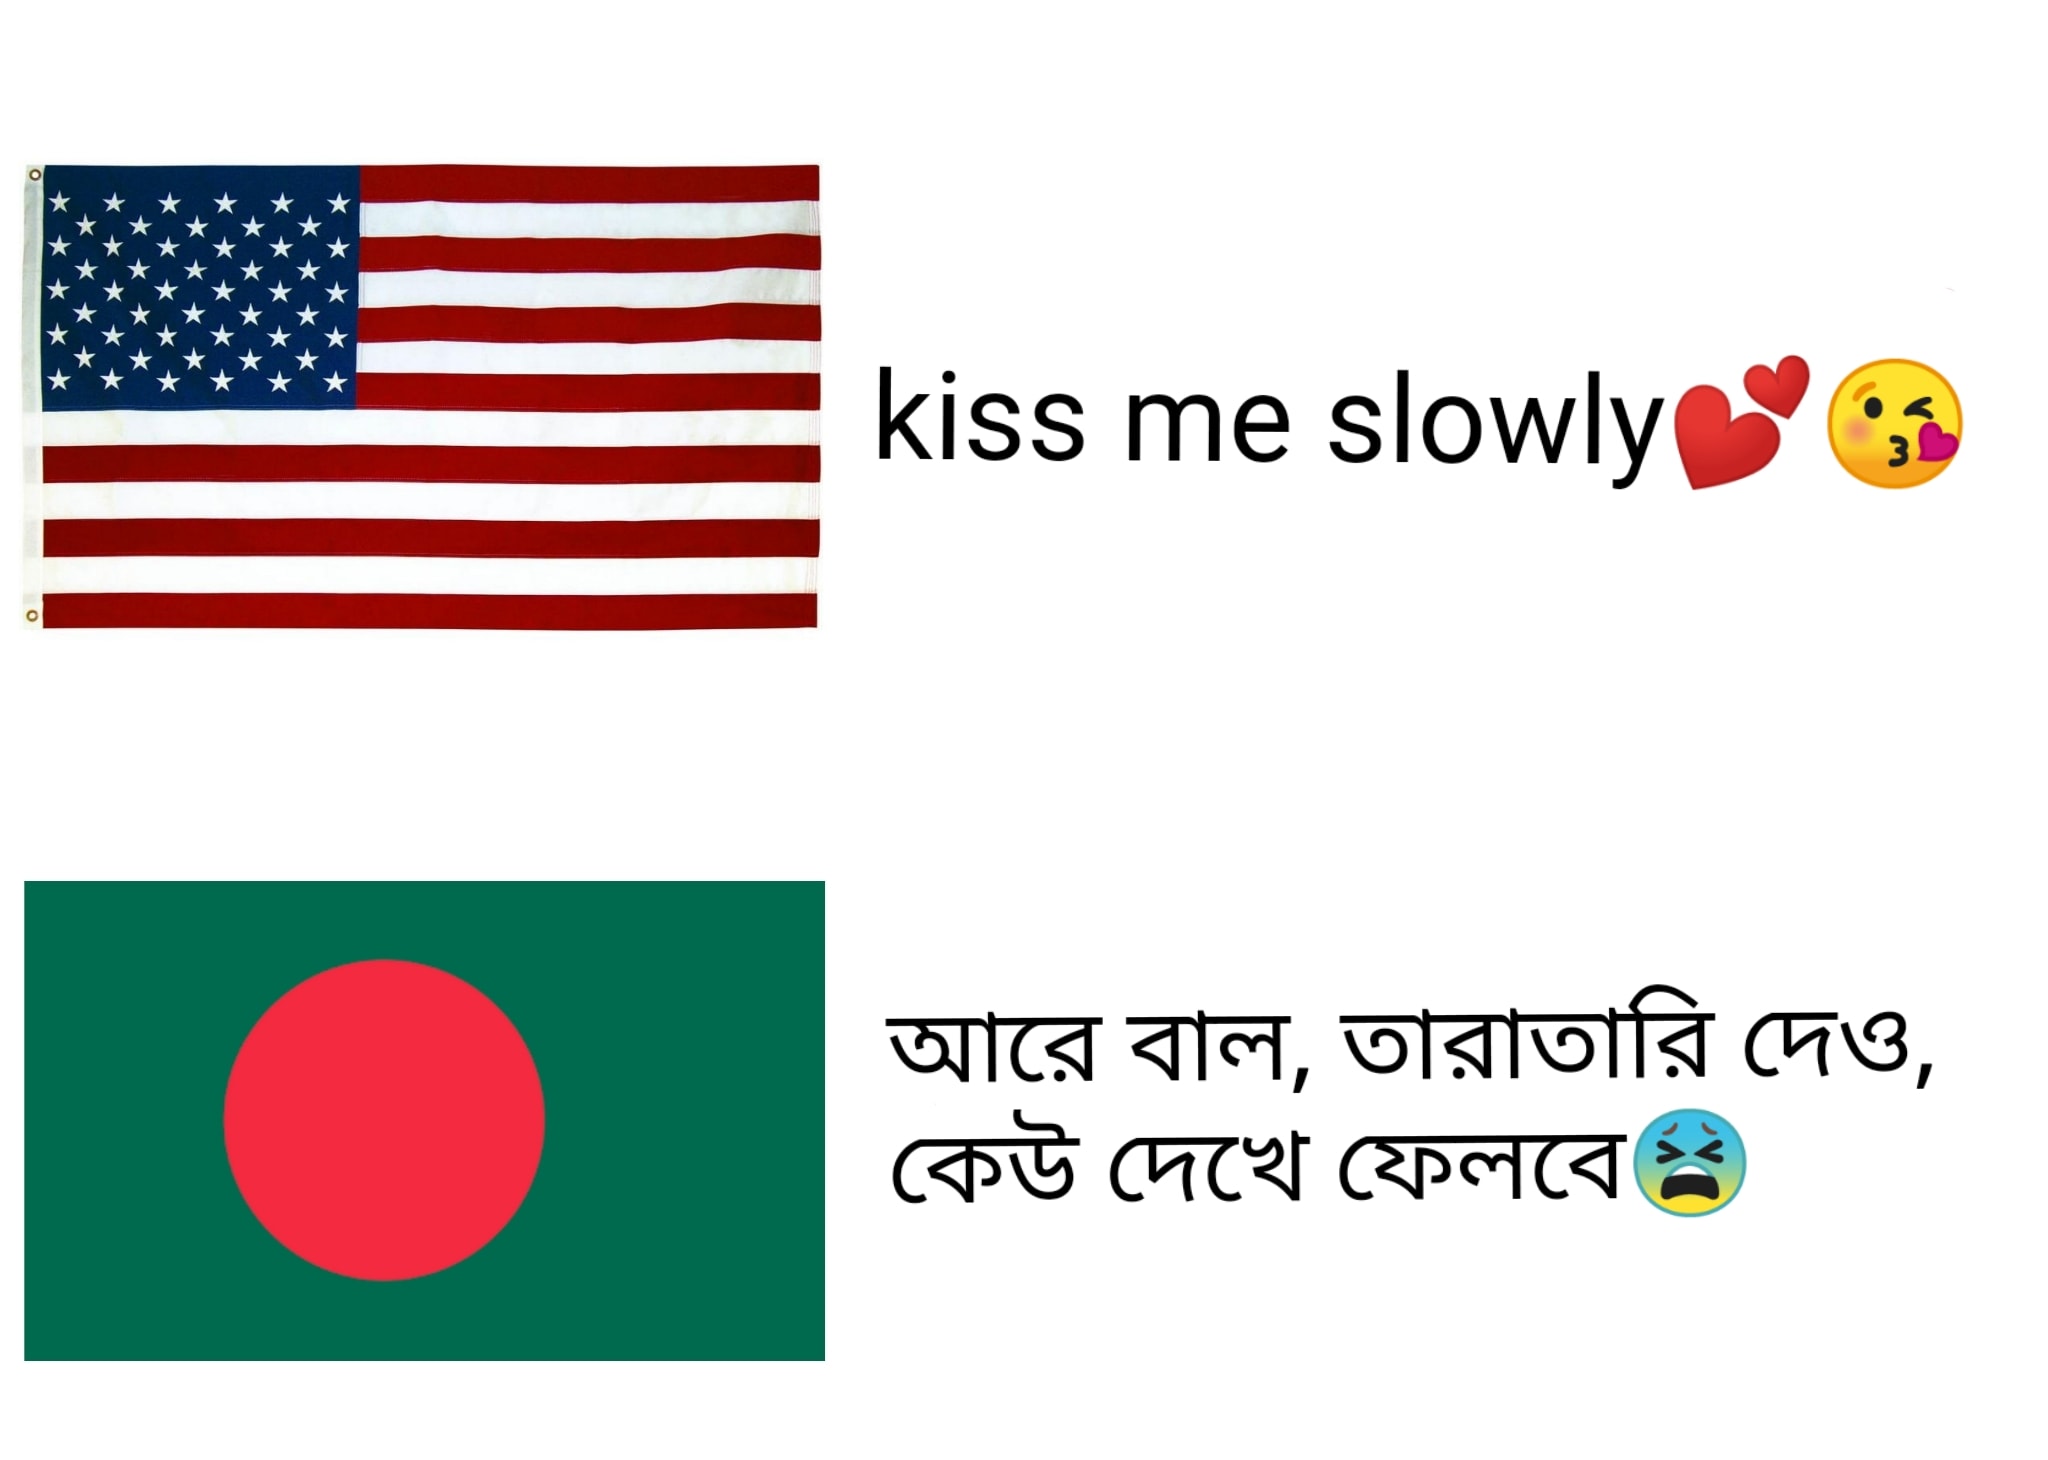 kiss me slowly💕😘
আরে বাল, তারাতারি দেও,
কেউ দেখে ফেলবে😫